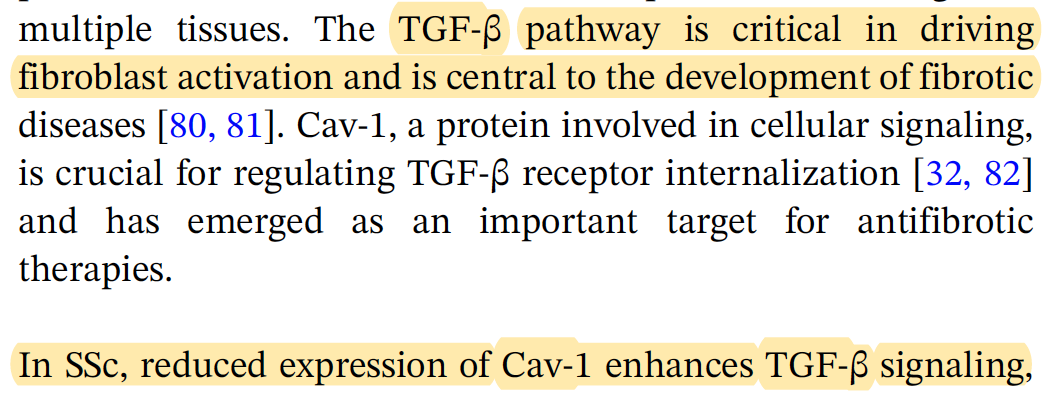 multiple tissues. The TGF-β pathway is critical in driving
fibroblast activation and is central to the development of fibrotic
diseases [80, 81]. Cav-1, a protein involved in cellular signaling,
is crucial for regulating TGF-β receptor internalization [32, 82]
and has emerged as an important target for antifibrotic
therapies.
In SSc, reduced expression of Cav-1 enhances TGF-β signaling,